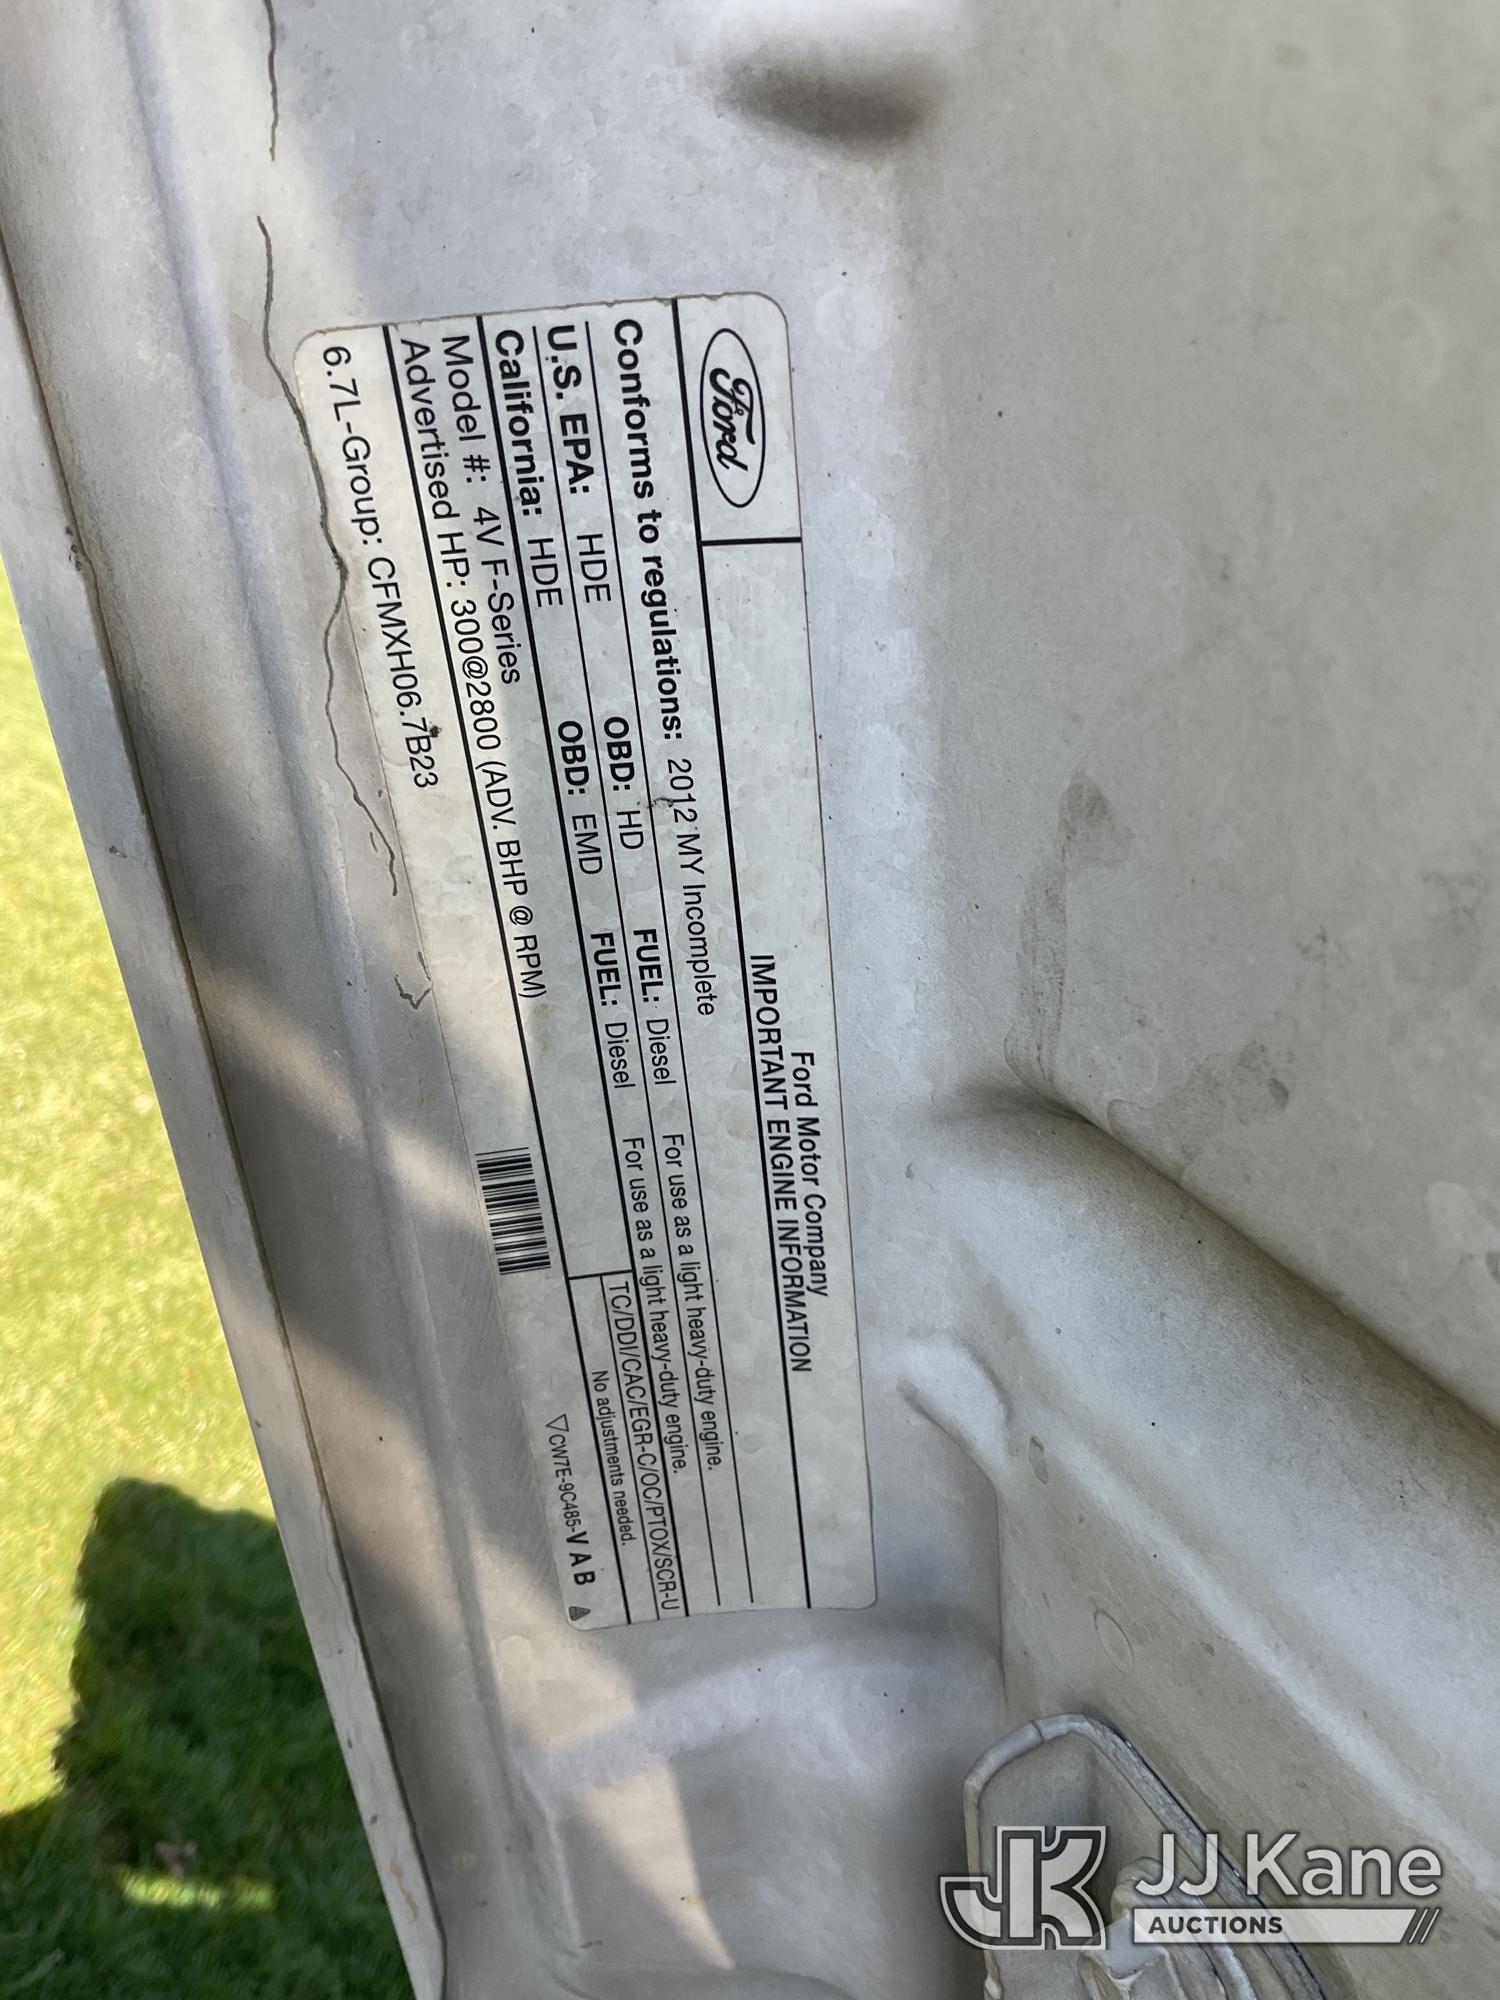 Ford
Ford Motor Company
IMPORTANT ENGINE INFORMATION
Conforms to regulations: 2012 MY Incomplete
U.S. EPA: HDE OBD: HD FUEL: Diesel For use as a light heavy-duty engine.
California: HDE OBD: EMD FUEL: Diesel For use as a light heavy-duty engine.
Model #: 4V F-Series TC/DDI/CAC/EGR-C/OC/PTOX/SCR-U
Advertised HP: 300@2800 (ADV. BHP @ RPM) No adjustments needed.
6.7L-Group: CFMXH06.7B23 CW7E-9C485-VAB
JK JJ Kane
AUCTIONS